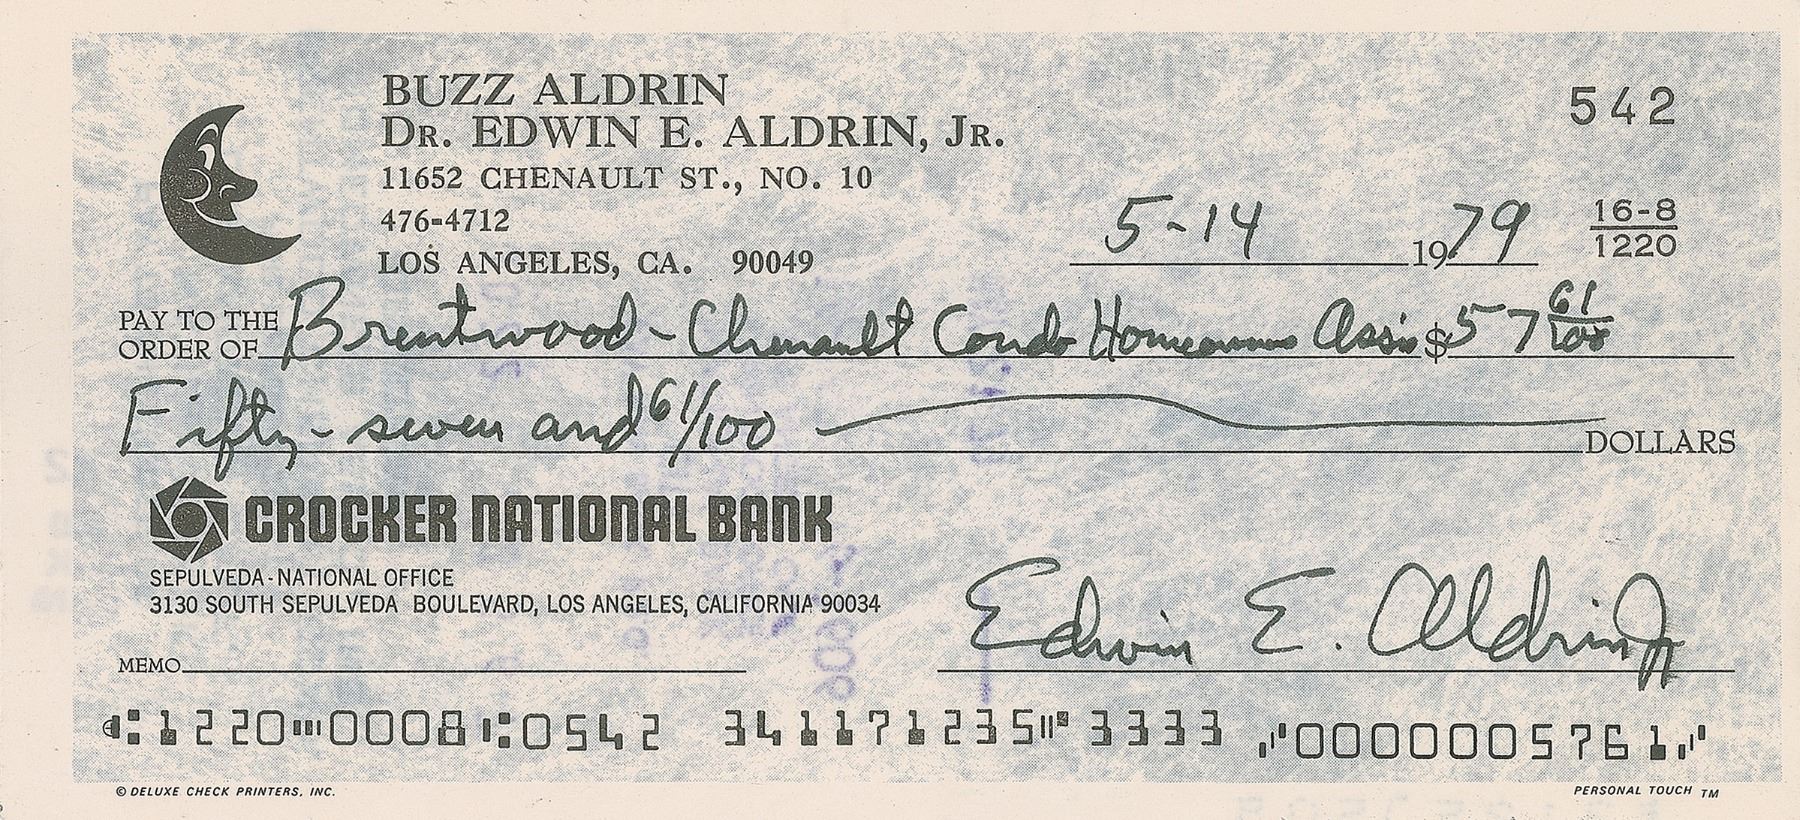 BUZZ ALDRIN
DR. EDWIN E. ALDRIN, JR.
542
11652 CHENAULT ST., NO. 10
476-4712
5-14 1979
16-8
1220
LOS ANGELES, CA. 90049
PAY TO THE
ORDER OF Brentwood - Chenault Condo Homeowners Ass'n $57 61/100
Fifty-seven and 61/100 DOLLARS
CROCKER NATIONAL BANK
SEPULVEDA-NATIONAL OFFICE
3130 SOUTH SEPULVEDA BOULEVARD, LOS ANGELES, CALIFORNIA 90034
Edwin E. Aldrin Jr
MEMO
⑆1220⑉0008⑆0542 341171235⑈ 3333 ⑇0000005761⑇
© DELUXE CHECK PRINTERS, INC.
PERSONAL TOUCH TM